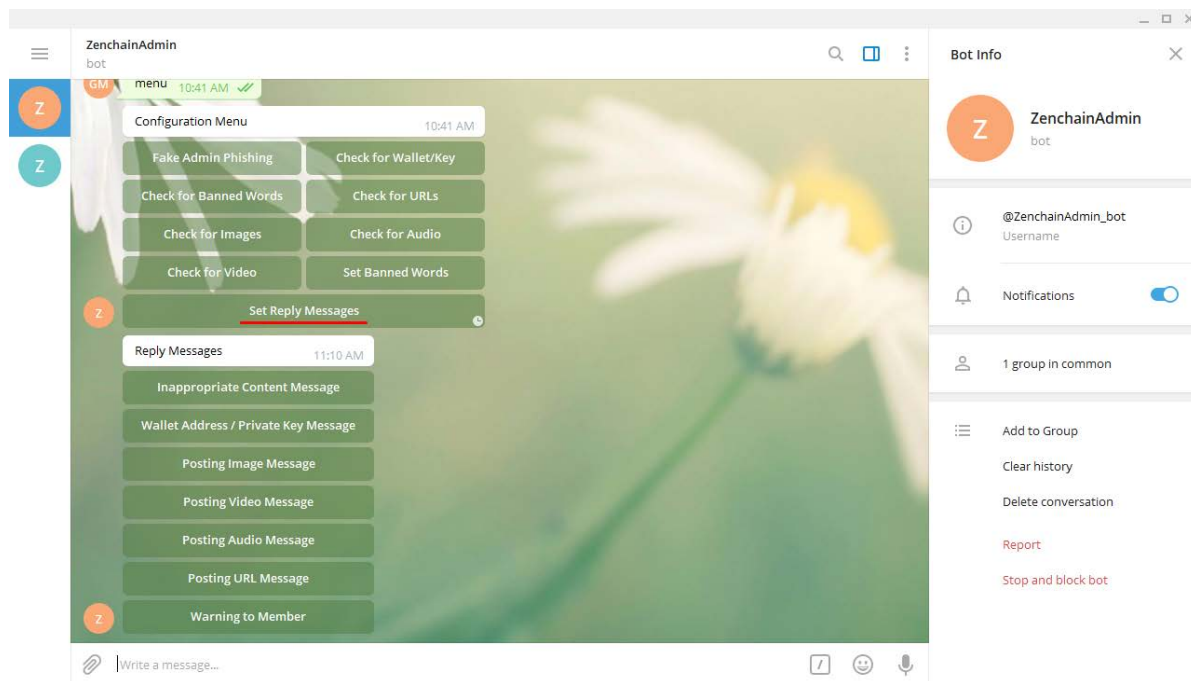 ZenchainAdmin
bot
Z
Z
GM
menu 10:41 AM
Configuration Menu 10:41 AM
Fake Admin Phishing Check for Wallet/Key
Check for Banned Words Check for URLs
Check for Images Check for Audio
Check for Video Set Banned Words
Z
Set Reply Messages
Reply Messages 11:10 AM
Inappropriate Content Message
Wallet Address / Private Key Message
Posting Image Message
Posting Video Message
Posting Audio Message
Posting URL Message
Z
Warning to Member
Write a message...
Bot Info
Z
ZenchainAdmin
bot
@ZenchainAdmin_bot
Username
Notifications
1 group in common
Add to Group
Clear history
Delete conversation
Report
Stop and block bot